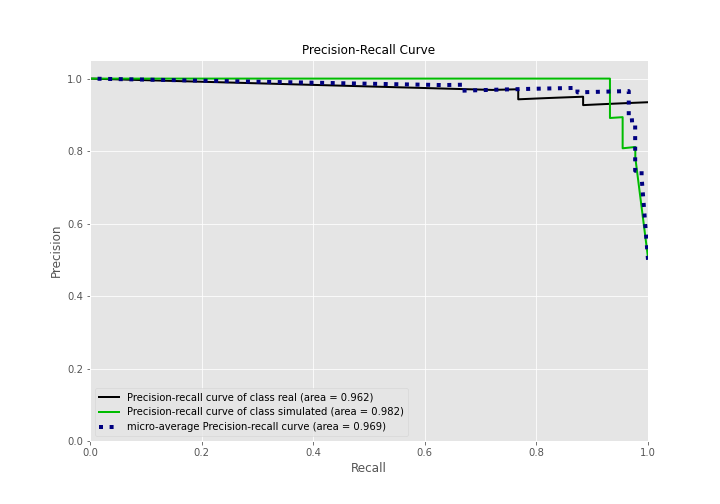 Precision-Recall Curve
1.0
0.8
0.6
0.4
0.2
0.0
Precision
Precision-recall curve of class real (area = 0.962)
Precision-recall curve of class simulated (area = 0.982)
micro-average Precision-recall curve (area = 0.969)
0.0 0.2 0.4 0.6 0.8 1.0
Recall